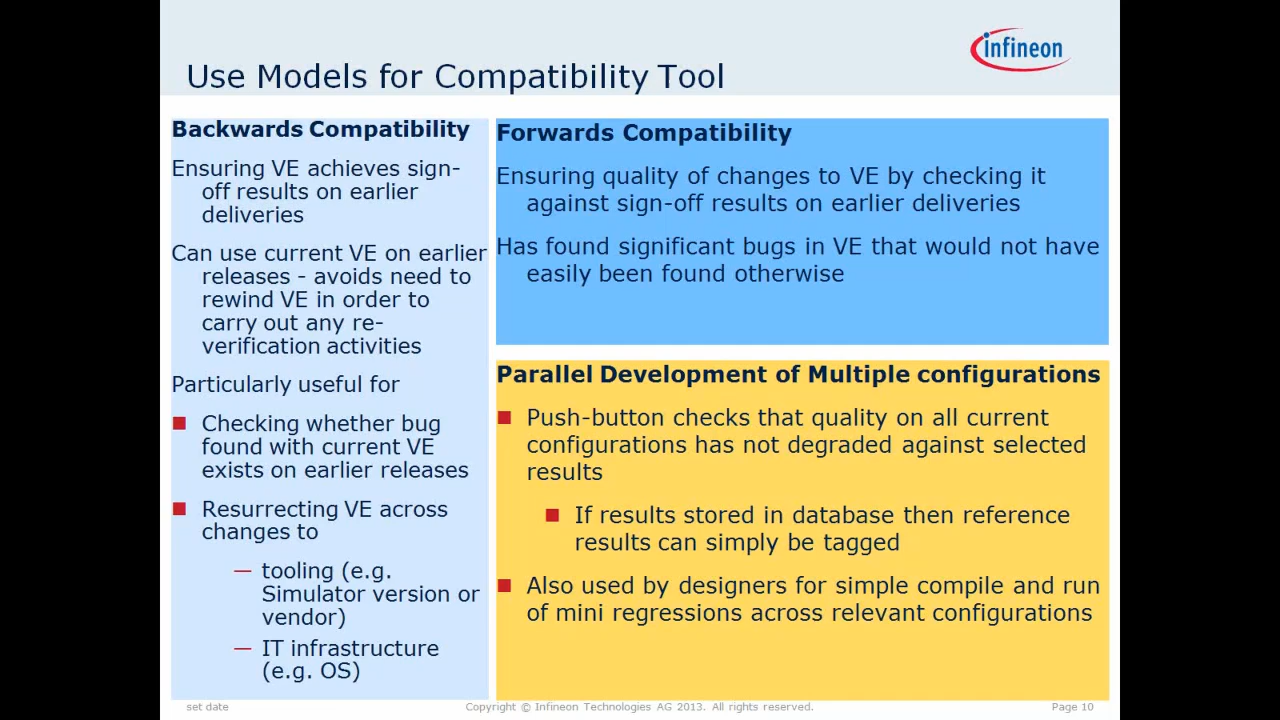 infineon
Use Models for Compatibility Tool
Backwards Compatibility
Ensuring VE achieves sign-
off results on earlier
deliveries
Can use current VE on earlier
releases - avoids need to
rewind VE in order to
carry out any re-
verification activities
Particularly useful for
Checking whether bug
found with current VE
exists on earlier releases
Resurrecting VE across
changes to
— tooling (e.g.
Simulator version or
vendor)
— IT infrastructure
(e.g. OS)
Forwards Compatibility
Ensuring quality of changes to VE by checking it
against sign-off results on earlier deliveries
Has found significant bugs in VE that would not have
easily been found otherwise
Parallel Development of Multiple configurations
Push-button checks that quality on all current
configurations has not degraded against selected
results
If results stored in database then reference
results can simply be tagged
Also used by designers for simple compile and run
of mini regressions across relevant configurations
set date
Copyright © Infineon Technologies AG 2013. All rights reserved.
Page 10